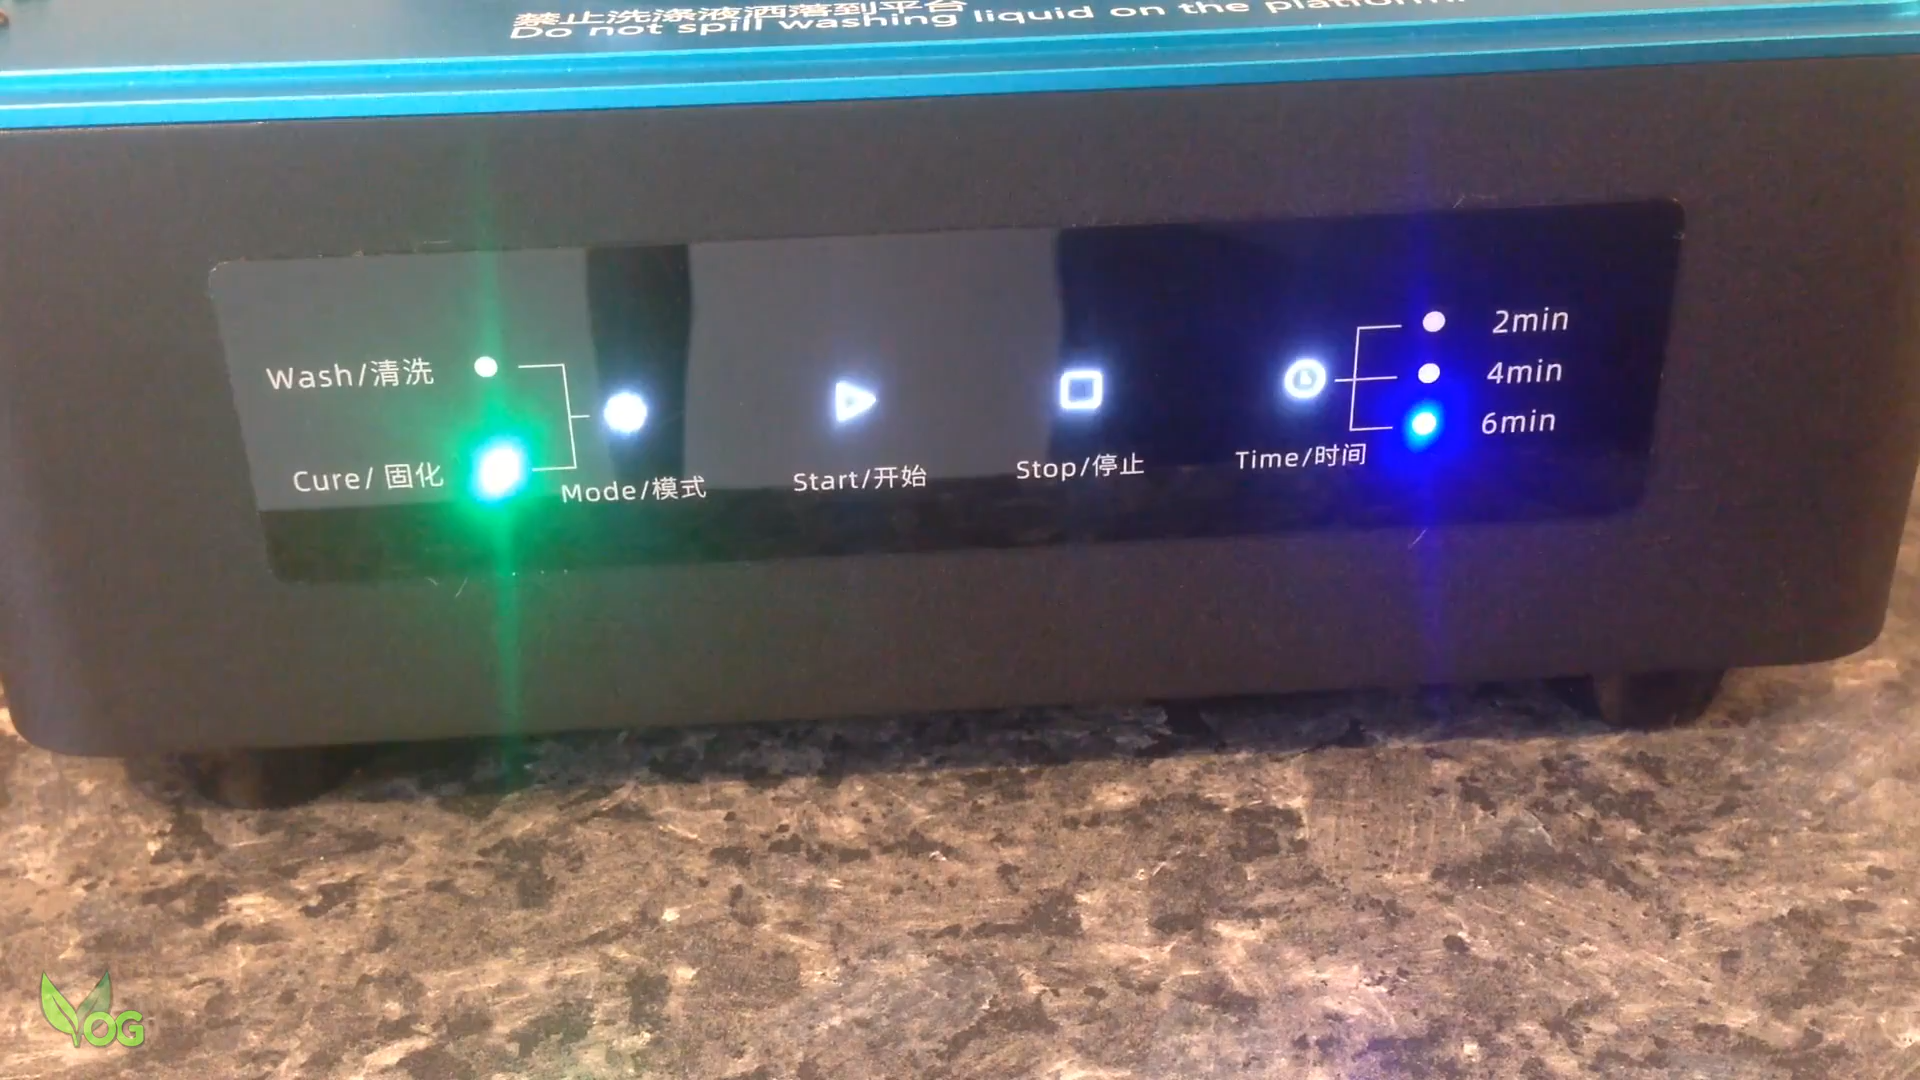 禁止洗涤液洒落到平台
Do not spill washing liquid on the platform.
Wash/清洗
Cure/ 固化
Mode/模式
Start/开始
Stop/停止
Time/时间
2min
4min
6min
YOG